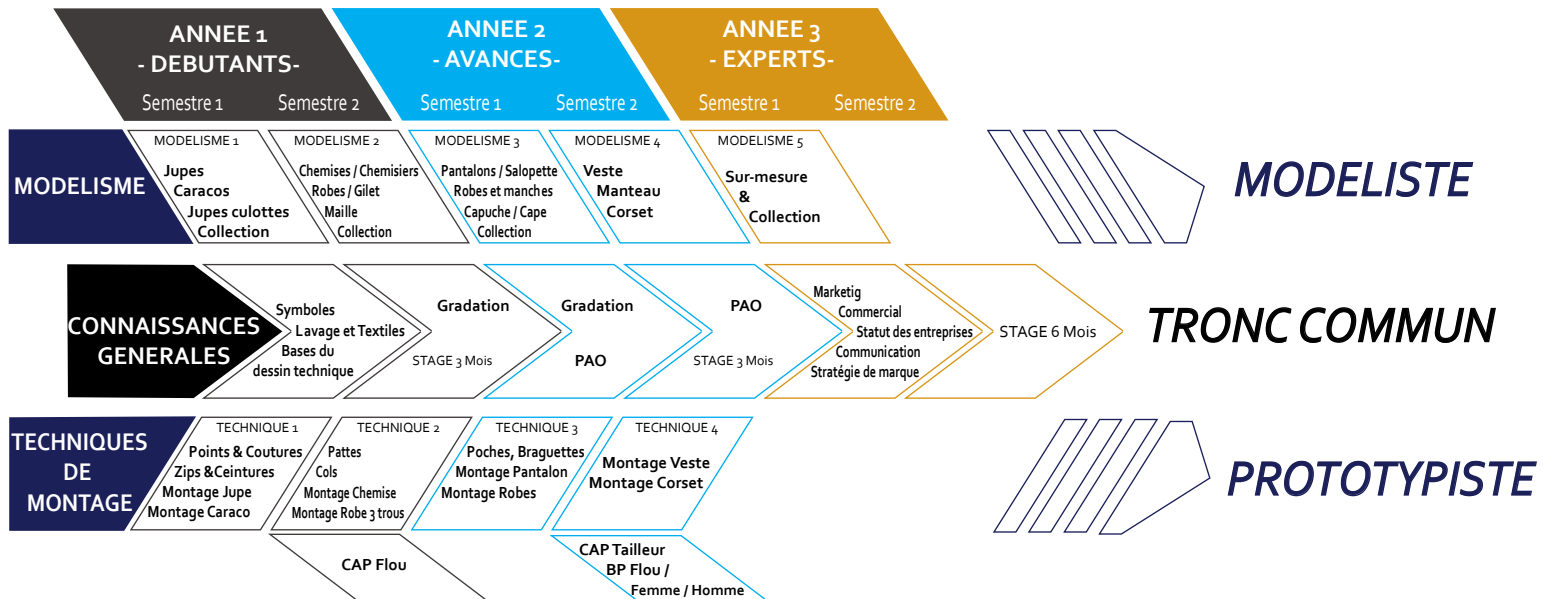 ANNEE 1
- DEBUTANTS-
Semestre 1
Semestre 2
ANNEE 2
- AVANCES-
Semestre 1
Semestre 2
ANNEE 3
- EXPERTS-
Semestre 1
Semestre 2
MODELISME
MODELISME 1
Jupes
Caracos
Jupes culottes
Collection
MODELISME 2
Chemises / Chemisiers
Robes / Gilet
Maille
Collection
MODELISME 3
Pantalons / Salopette
Robes et manches
Capuche / Cape
Collection
MODELISME 4
Veste
Manteau
Corset
MODELISME 5
Sur-mesure
&
Collection
MODELISTE
CONNAISSANCES
GENERALES
Symboles
Lavage et Textiles
Bases du
dessin technique
Gradation
STAGE 3 Mois
Gradation
PAO
PAO
STAGE 3 Mois
Marketig
Commercial
Statut des entreprises
Communication
Stratégie de marque
STAGE 6 Mois
TRONC COMMUN
TECHNIQUES
DE
MONTAGE
TECHNIQUE 1
Points & Coutures
Zips &Ceintures
Montage Jupe
Montage Caraco
TECHNIQUE 2
Pattes
Cols
Montage Chemise
Montage Robe 3 trous
TECHNIQUE 3
Poches, Braguettes
Montage Pantalon
Montage Robes
TECHNIQUE 4
Montage Veste
Montage Corset
PROTOTYPISTE
CAP Flou
CAP Tailleur
BP Flou /
Femme / Homme